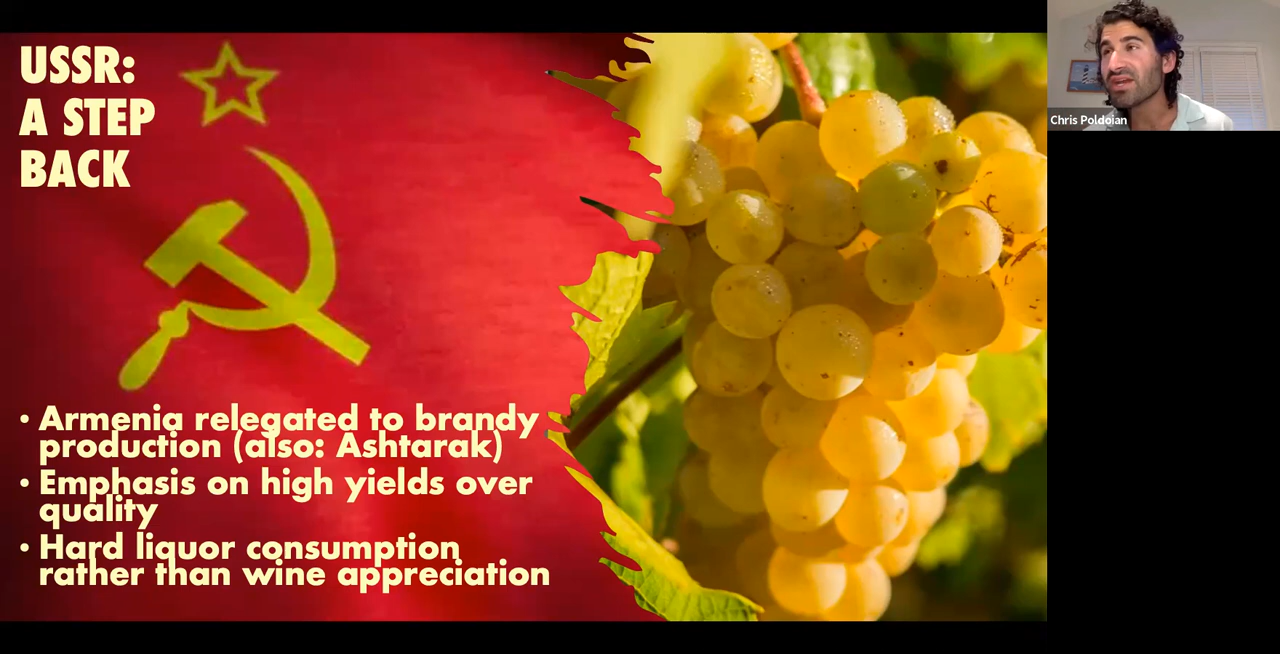 USSR:
A STEP
BACK
• Armenia relegated to brandy
production (also: Ashtarak)
• Emphasis on high yields over
quality
• Hard liquor consumption
rather than wine appreciation
Chris Poldoian